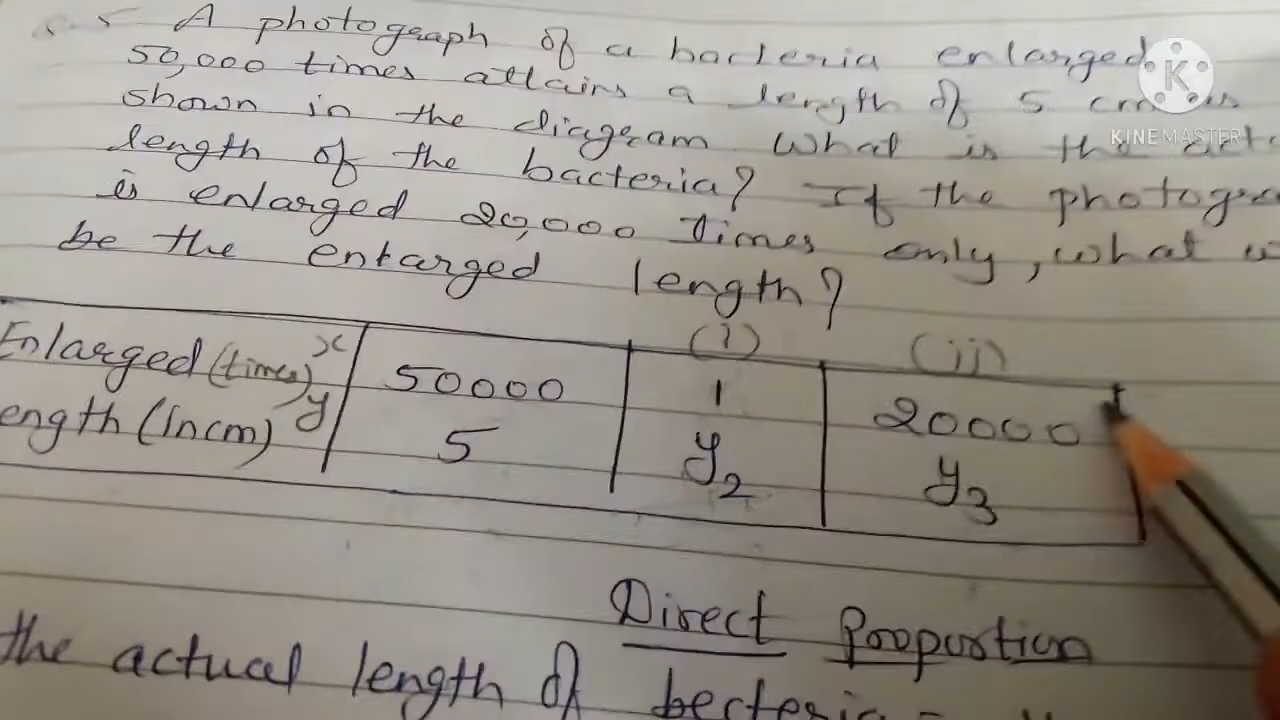 A photograph of a bacteria enlarged
50,000 times attains a length of 5 cm as
shown in the diagram What is the
length of the bacteria? If the
is enlarged 20,000 times only, what
be the enlarged length?
(i) (ii)
Enlarged (times) x 50000 1 20000
ength (in cm) y 5 y2 y3
Direct Proportion
the actual length of becteria =
KINEMASTER